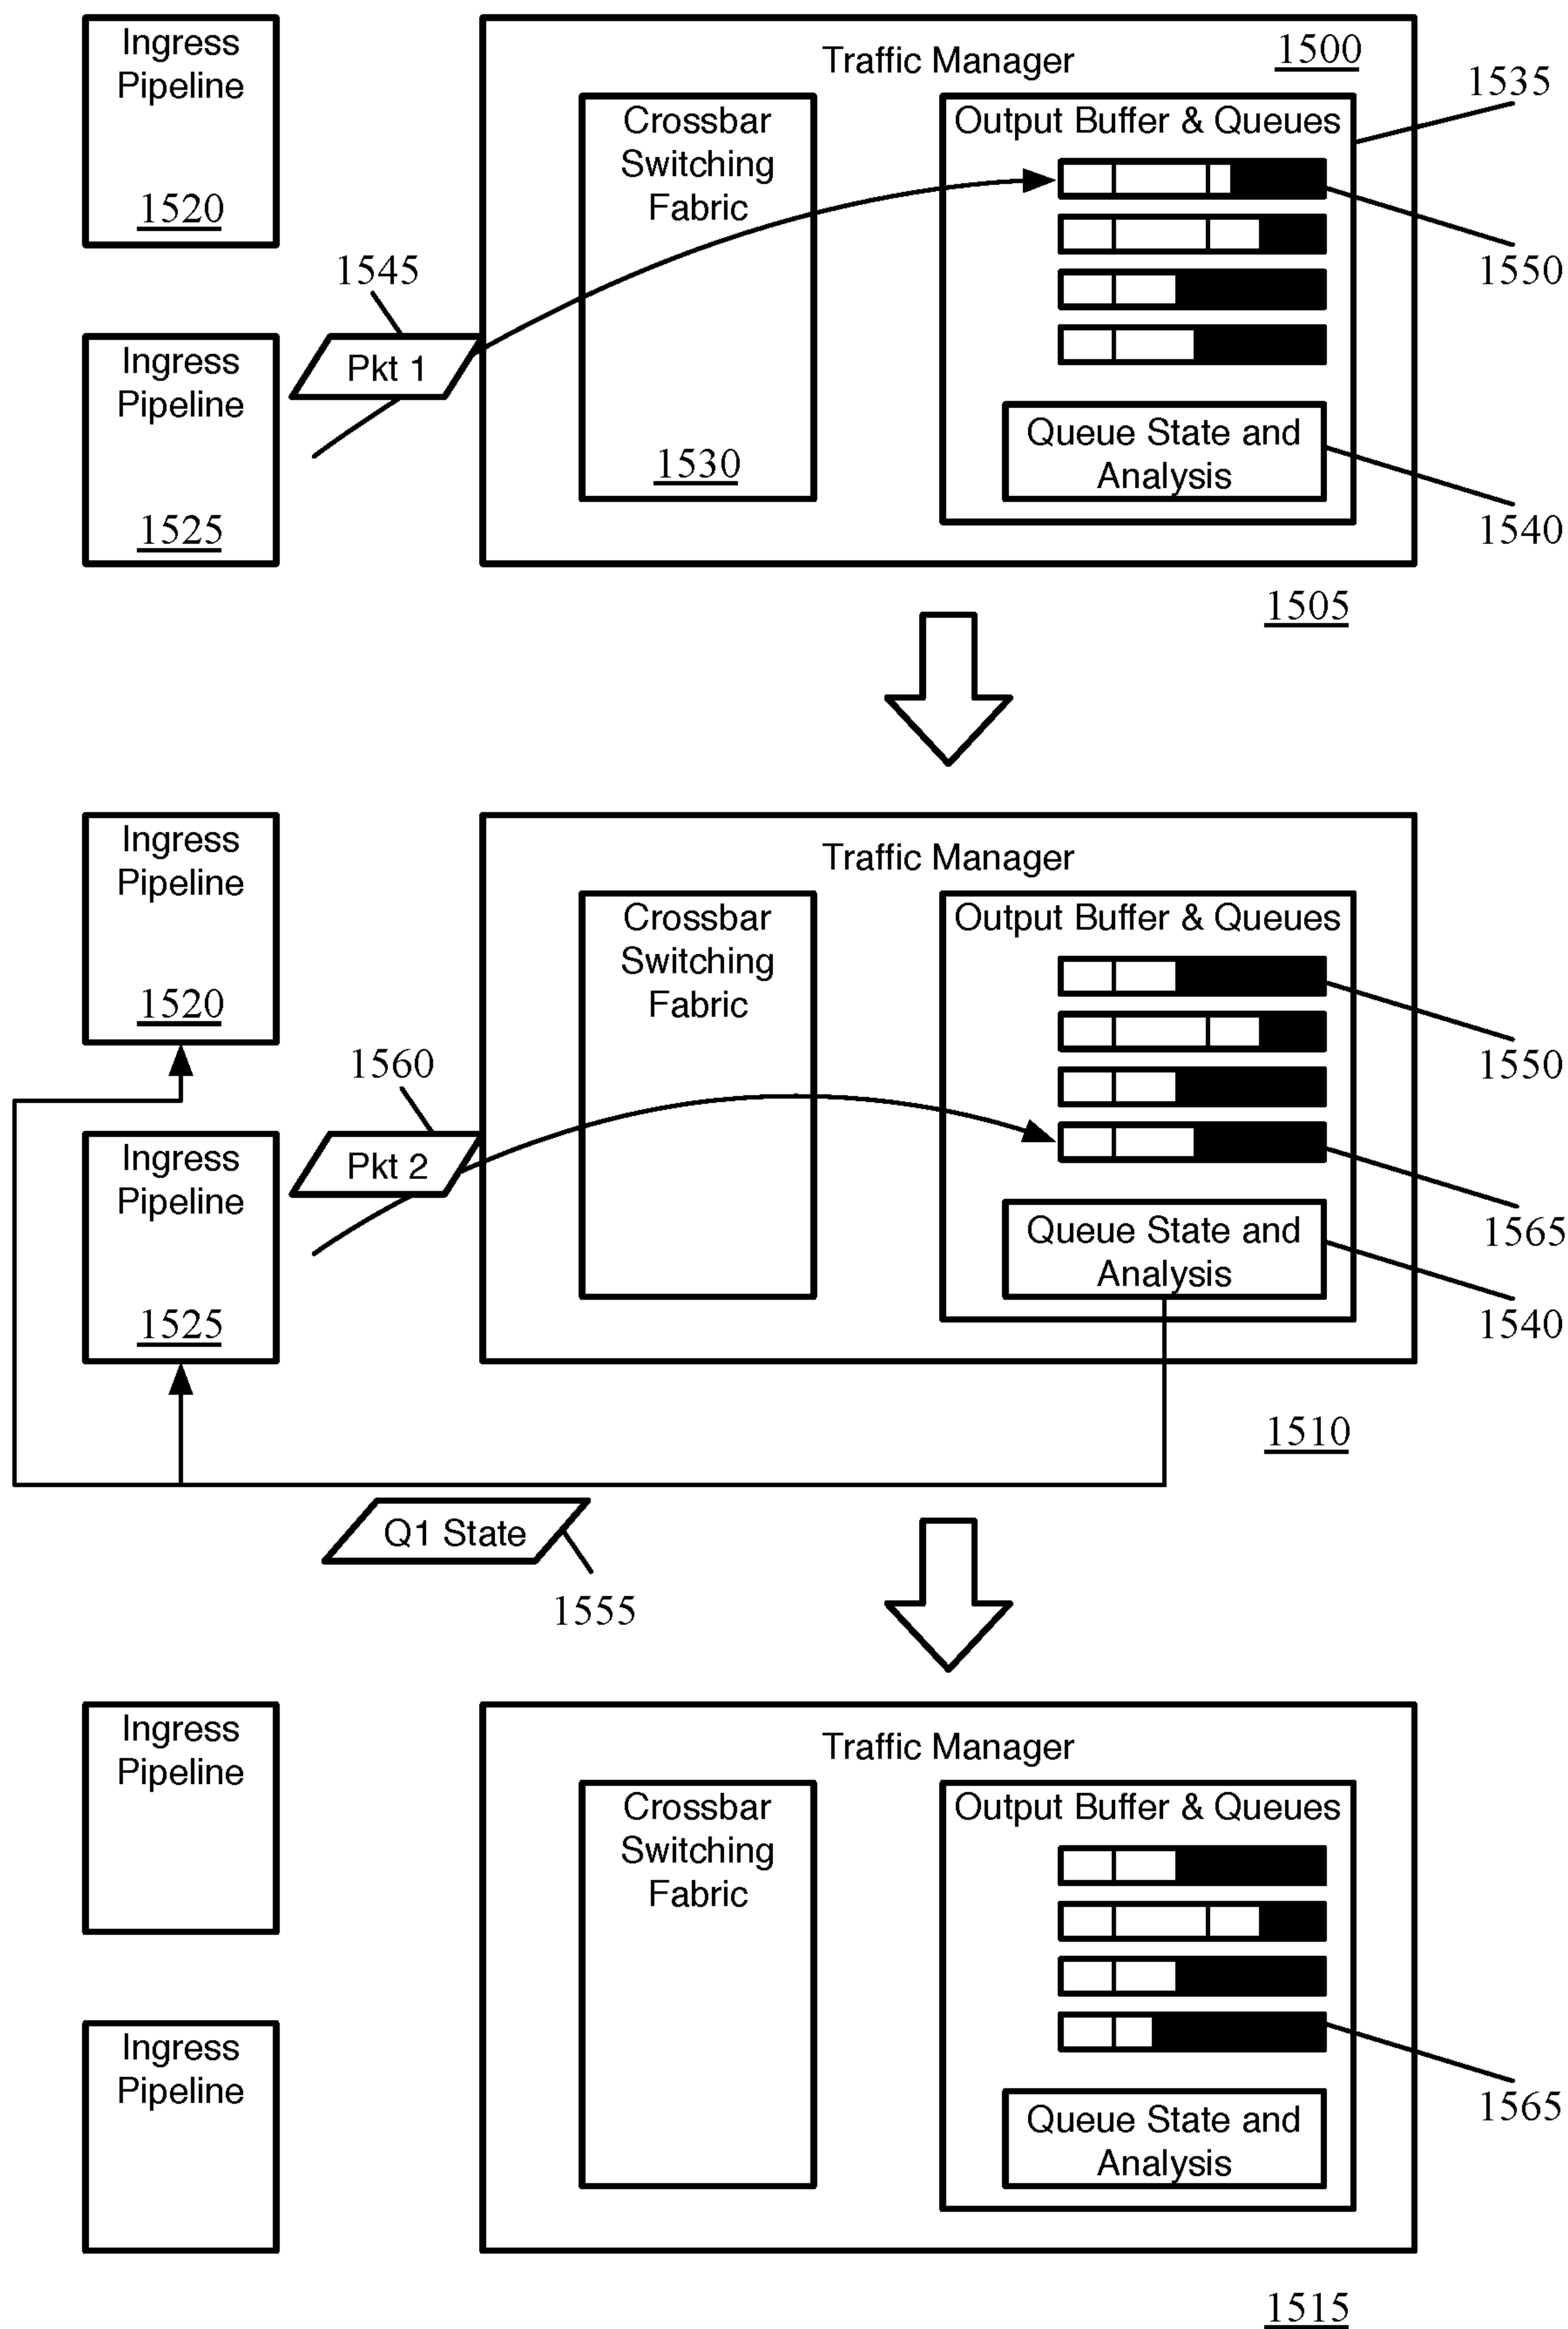 Ingress
Pipeline
1520
Traffic Manager
1500
Crossbar
Switching
Fabric
Output Buffer & Queues
1535
1550
1545
Pkt 1
Ingress
Pipeline
1525
1530
Queue State and
Analysis
1540
1505
Ingress
Pipeline
1520
Traffic Manager
Crossbar
Switching
Fabric
Output Buffer & Queues
1550
1560
Pkt 2
Ingress
Pipeline
1525
1565
Queue State and
Analysis
1540
1510
Q1 State
1555
Ingress
Pipeline
Traffic Manager
Crossbar
Switching
Fabric
Output Buffer & Queues
Ingress
Pipeline
1565
Queue State and
Analysis
1515